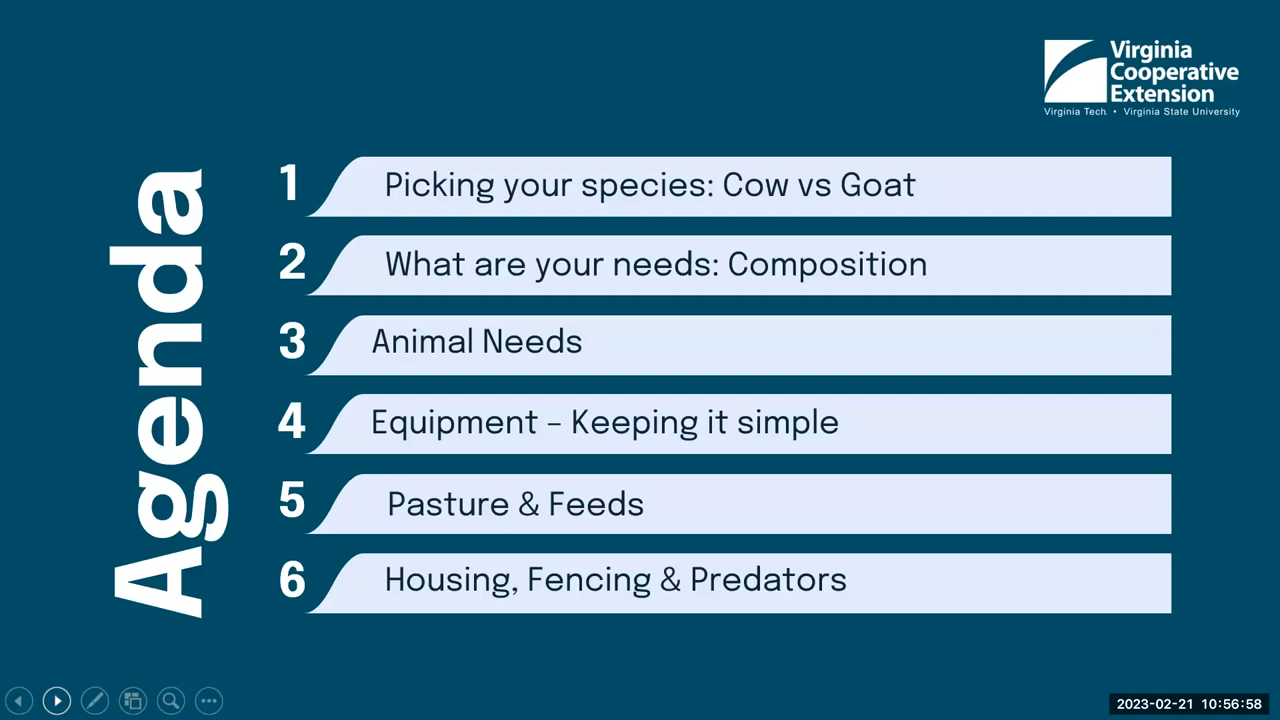 Virginia
Cooperative
Extension
Virginia Tech. • Virginia State University
Agenda
1 Picking your species: Cow vs Goat
2 What are your needs: Composition
3 Animal Needs
4 Equipment – Keeping it simple
5 Pasture & Feeds
6 Housing, Fencing & Predators
2023-02-21 10:56:58